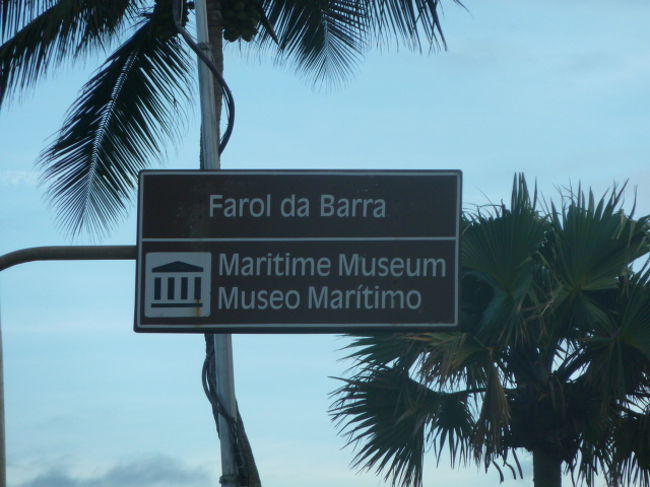 Farol da Barra
Maritime Museum
Museo Marítimo